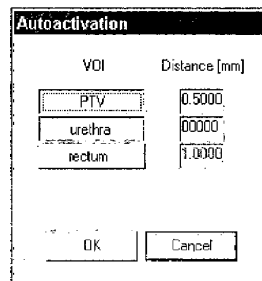 Autoactivation
VOI Distance [mm]
PTV 0.5000
urethra 00000
rectum 1.0000
OK Cancel